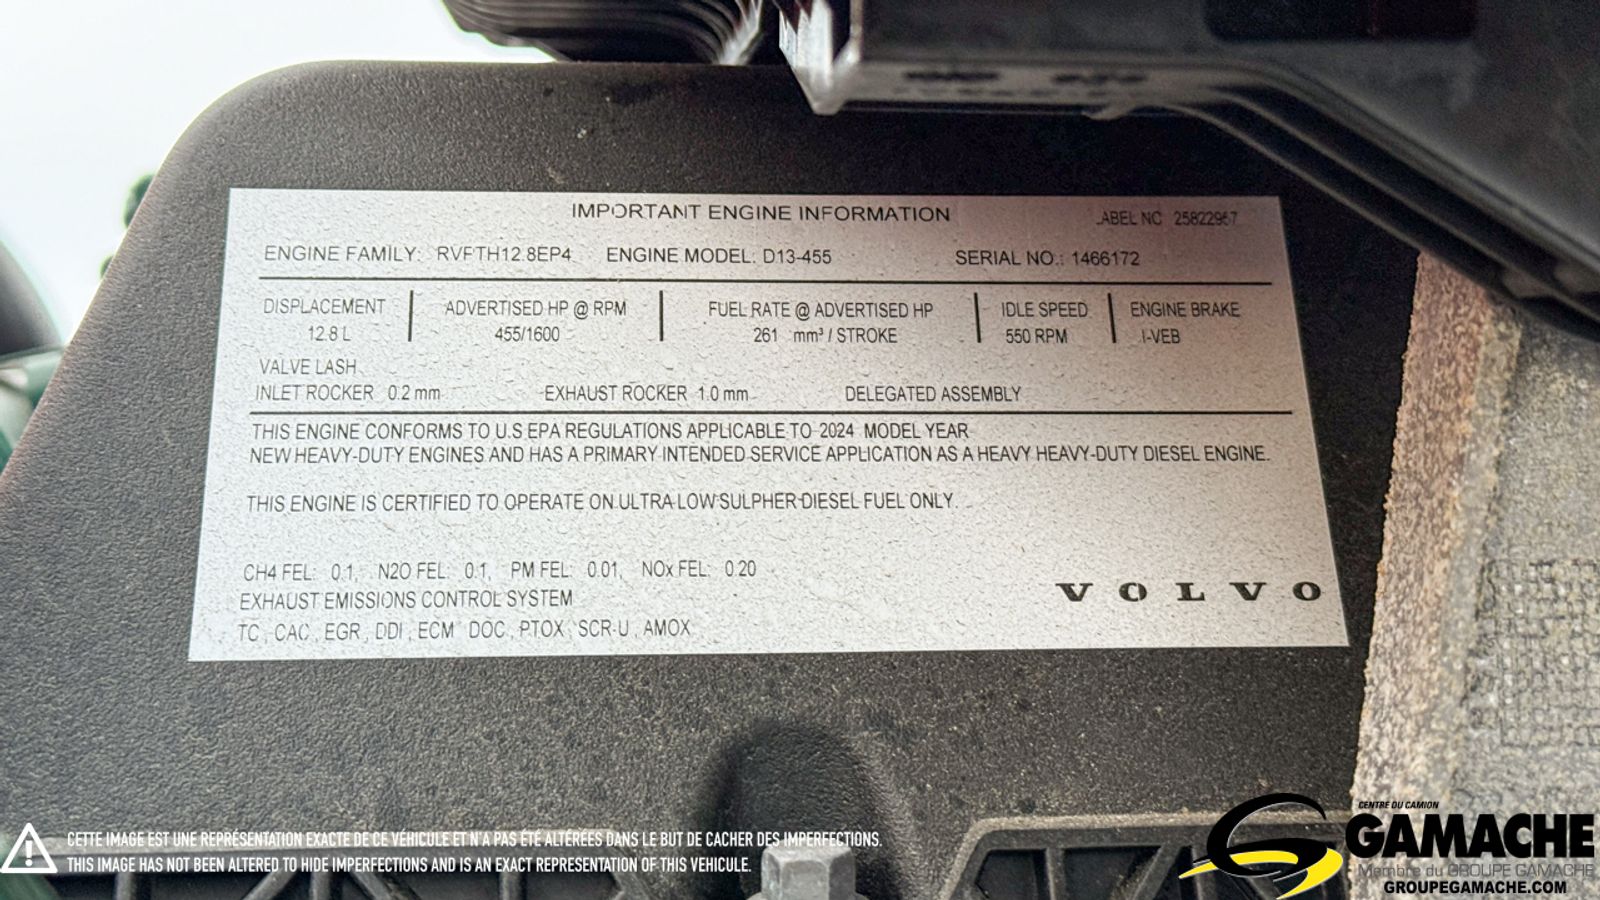 IMPORTANT ENGINE INFORMATION
LABEL NO 25822957
ENGINE FAMILY: RVPTH12.8EP4 ENGINE MODEL: D13-455 SERIAL NO.: 1466172
DISPLACEMENT ADVERTISED HP @ RPM FUEL RATE @ ADVERTISED HP IDLE SPEED ENGINE BRAKE
12.8 L 455/1600 261 mm³ / STROKE 550 RPM I-VEB
VALVE LASH
INLET ROCKER 0.2 mm EXHAUST ROCKER 1.0 mm DELEGATED ASSEMBLY
THIS ENGINE CONFORMS TO U.S EPA REGULATIONS APPLICABLE TO 2024 MODEL YEAR
NEW HEAVY-DUTY ENGINES AND HAS A PRIMARY INTENDED SERVICE APPLICATION AS A HEAVY HEAVY-DUTY DIESEL ENGINE.
THIS ENGINE IS CERTIFIED TO OPERATE ON ULTRA LOW SULPHER DIESEL FUEL ONLY.
CH4 FEL: 0.1, N2O FEL: 0.1, PM FEL: 0.01, NOx FEL: 0.20
EXHAUST EMISSIONS CONTROL SYSTEM
TC, CAC, EGR, DDI, ECM DOC, PTOX, SCR-U, AMOX
VOLVO
CETTE IMAGE EST UNE REPRÉSENTATION EXACTE DE CE VÉHICULE ET N'A PAS ÉTÉ ALTÉRÉES DANS LE BUT DE CACHER DES IMPERFECTIONS.
THIS IMAGE HAS NOT BEEN ALTERED TO HIDE IMPERFECTIONS AND IS AN EXACT REPRESENTATION OF THIS VEHICULE.
CENTRE DU CAMION
GAMACHE
Membre du GROUPE GAMACHE
GROUPEGAMACHE.COM